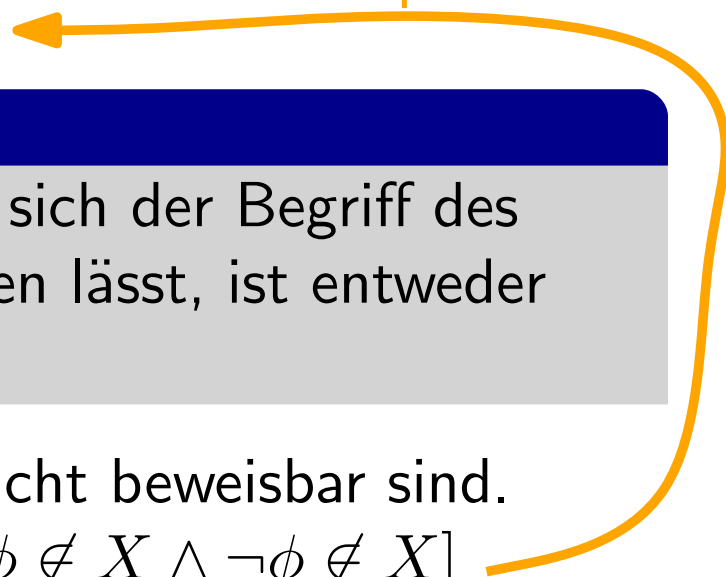 sich der Begriff des
en lässt, ist entweder
cht beweisbar sind.
ϕ ∉ X ∧ ¬ϕ ∉ X]